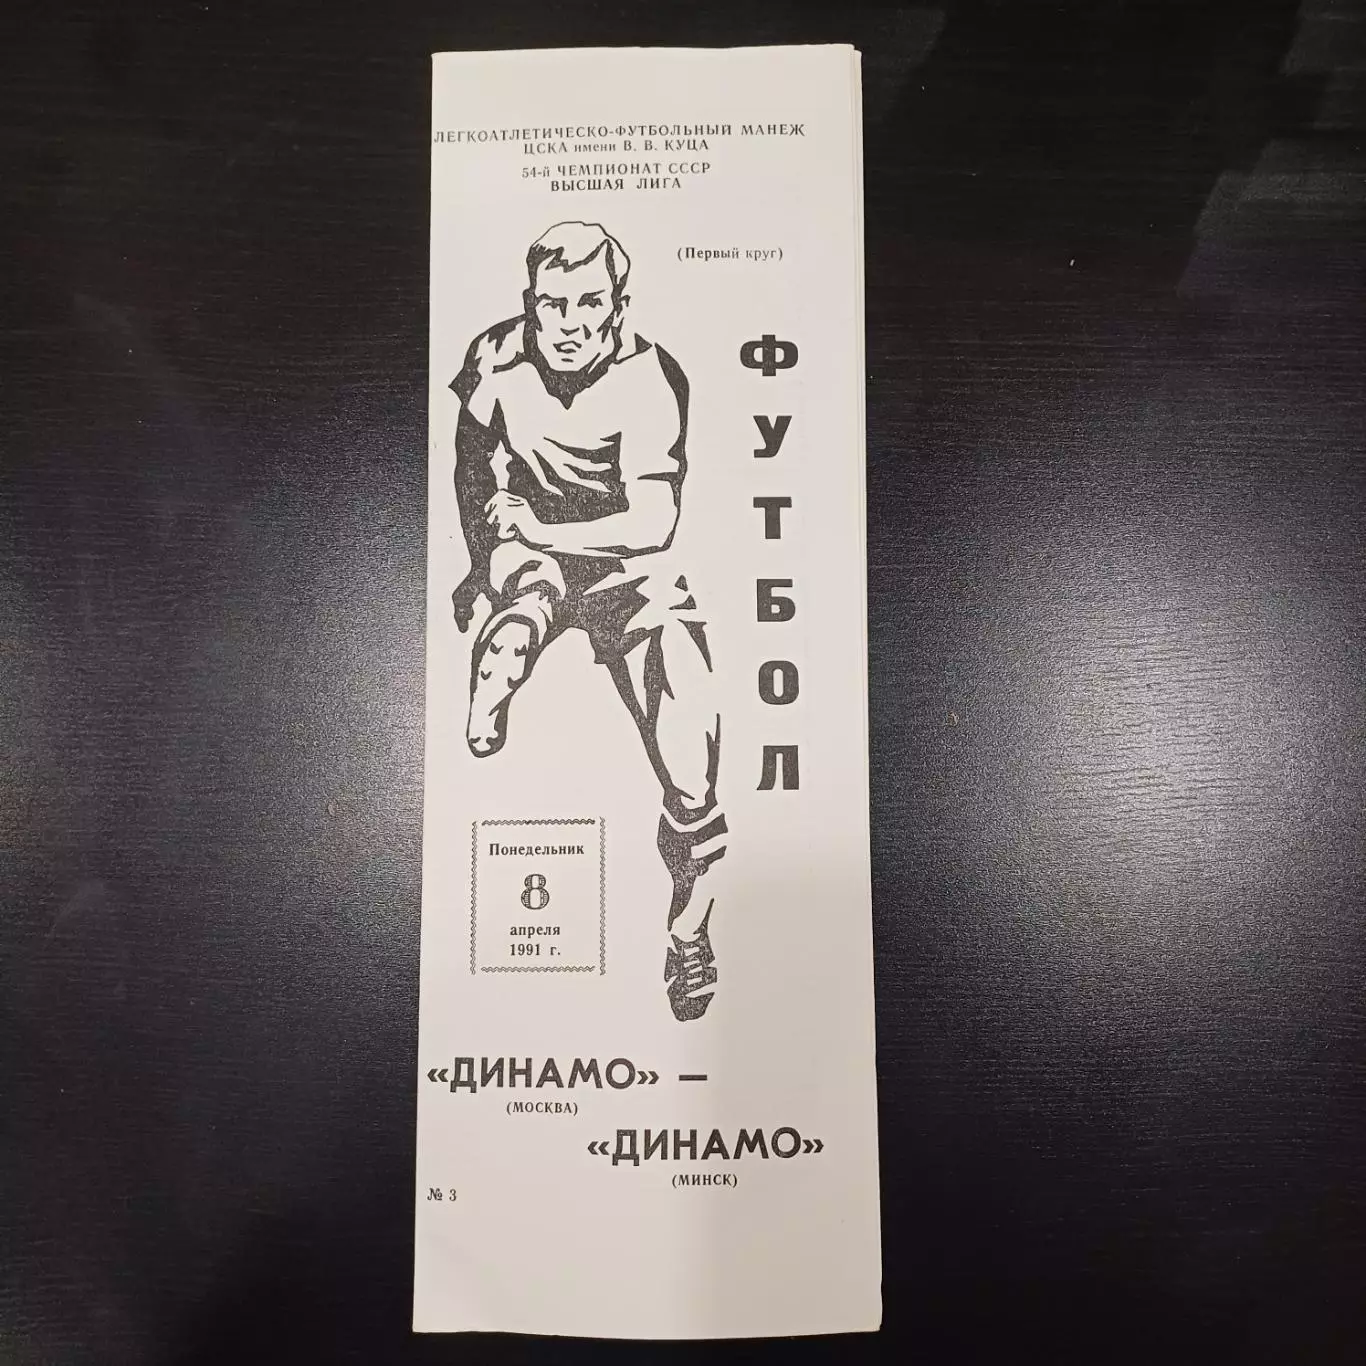 ЛЕГКОАТЛЕТИЧЕСКО-ФУТБОЛЬНЫЙ МАНЕЖ
ЦСКА имени В. В. КУЦА
54-й ЧЕМПИОНАТ СССР
ВЫСШАЯ ЛИГА
(Первый круг)
ФУТБОЛ
Понедельник
8
апреля
1991 г.
«ДИНАМО» —
(МОСКВА)
«ДИНАМО»
(МИНСК)
№ 3